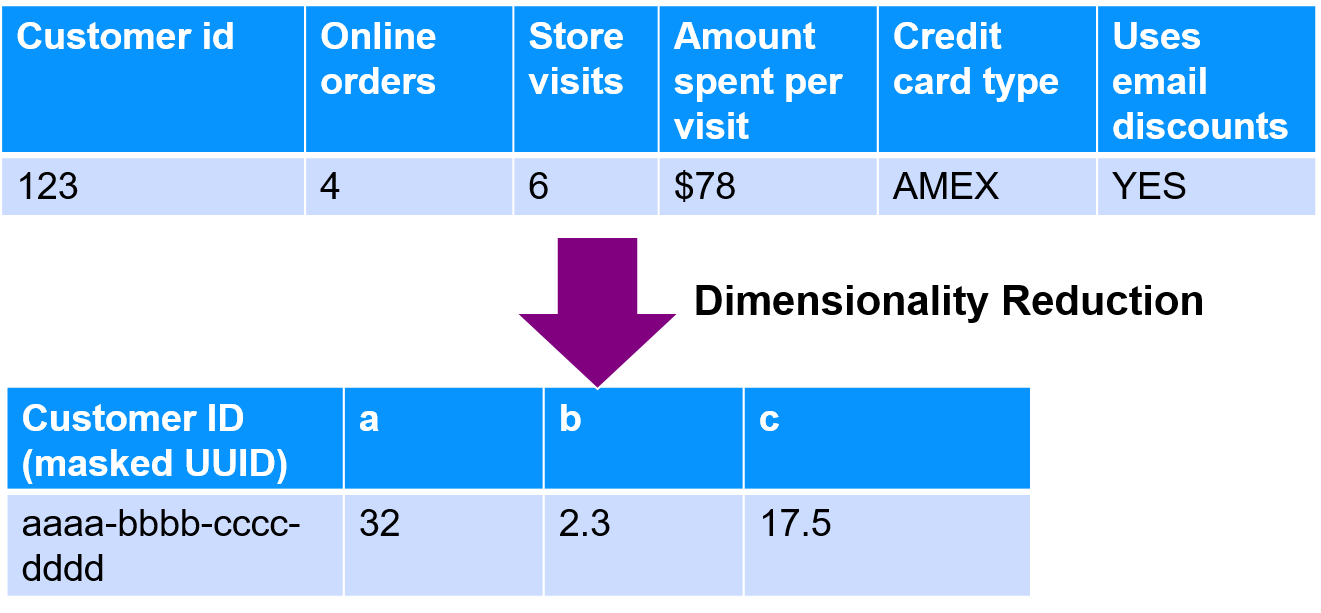 Customer id Online orders Store visits Amount spent per visit Credit card type Uses email discounts
123 4 6 $78 AMEX YES
Dimensionality Reduction
Customer ID (masked UUID) a b c
aaaa-bbbb-cccc-dddd 32 2.3 17.5